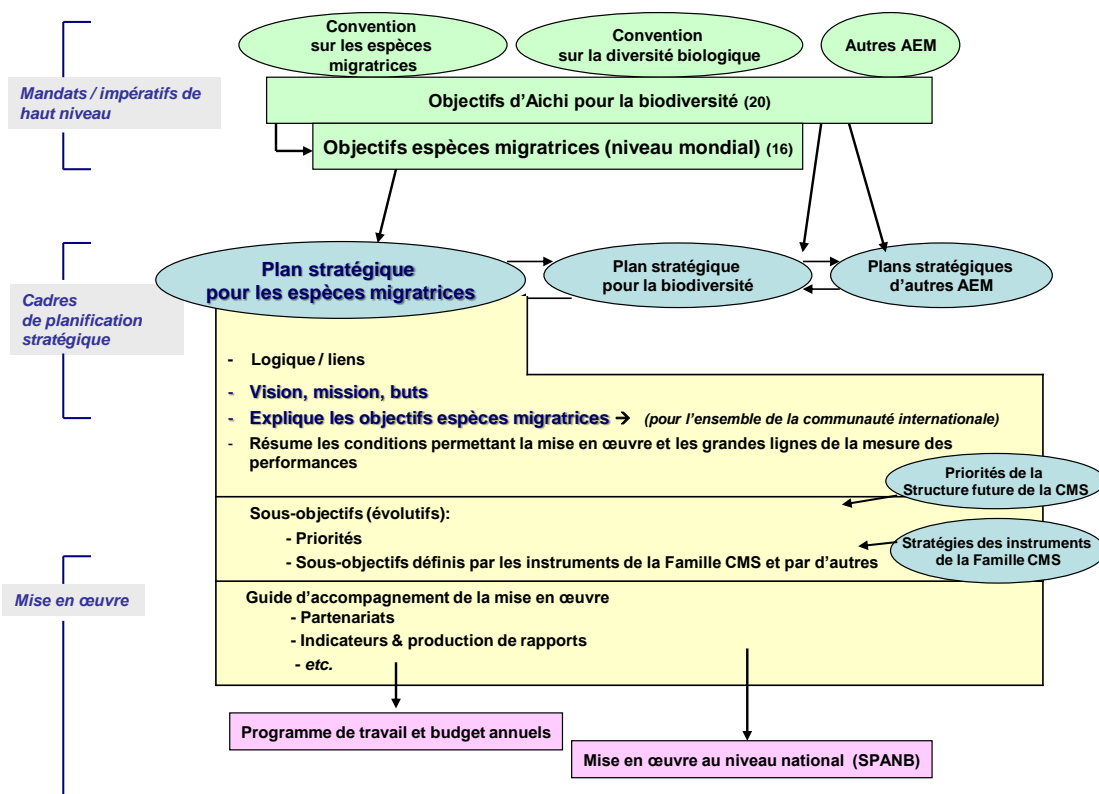 Convention
sur les espèces
migratrices
Convention
sur la diversité biologique
Autres AEM
Mandats / impératifs de
haut niveau
Objectifs d’Aichi pour la biodiversité (20)
Objectifs espèces migratrices (niveau mondial) (16)
Cadres
de planification
stratégique
Plan stratégique
pour les espèces migratrices
Plan stratégique
pour la biodiversité
Plans stratégiques
d’autres AEM
- Logique / liens
- Vision, mission, buts
- Explique les objectifs espèces migratrices → (pour l’ensemble de la communauté internationale)
- Résume les conditions permettant la mise en œuvre et les grandes lignes de la mesure des
performances
Priorités de la
Structure future de la CMS
Sous-objectifs (évolutifs):
- Priorités
- Sous-objectifs définis par les instruments de la Famille CMS et par d’autres
Stratégies des instruments
de la Famille CMS
Mise en œuvre
Guide d’accompagnement de la mise en œuvre
- Partenariats
- Indicateurs & production de rapports
- etc.
Programme de travail et budget annuels
Mise en œuvre au niveau national (SPANB)